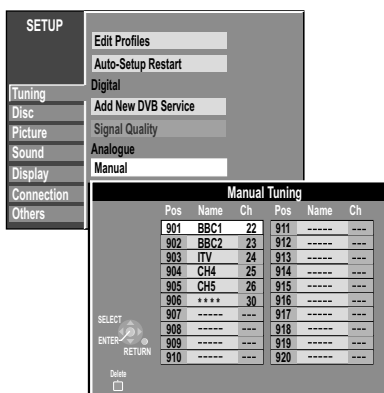 SETUP
Edit Profiles
Auto-Setup Restart
Tuning
Digital
Disc
Add New DVB Service
Picture
Signal Quality
Sound
Analogue
Display
Manual
Connection
Others
Manual Tuning
Pos Name Ch Pos Name Ch
901 BBC1 22 911 ----- ---
902 BBC2 23 912 ----- ---
903 ITV 24 913 ----- ---
904 CH4 25 914 ----- ---
905 CH5 26 915 ----- ---
906 **** 30 916 ----- ---
907 ----- --- 917 ----- ---
908 ----- --- 918 ----- ---
909 ----- --- 919 ----- ---
910 ----- --- 920 ----- ---
SELECT
ENTER
RETURN
Delete